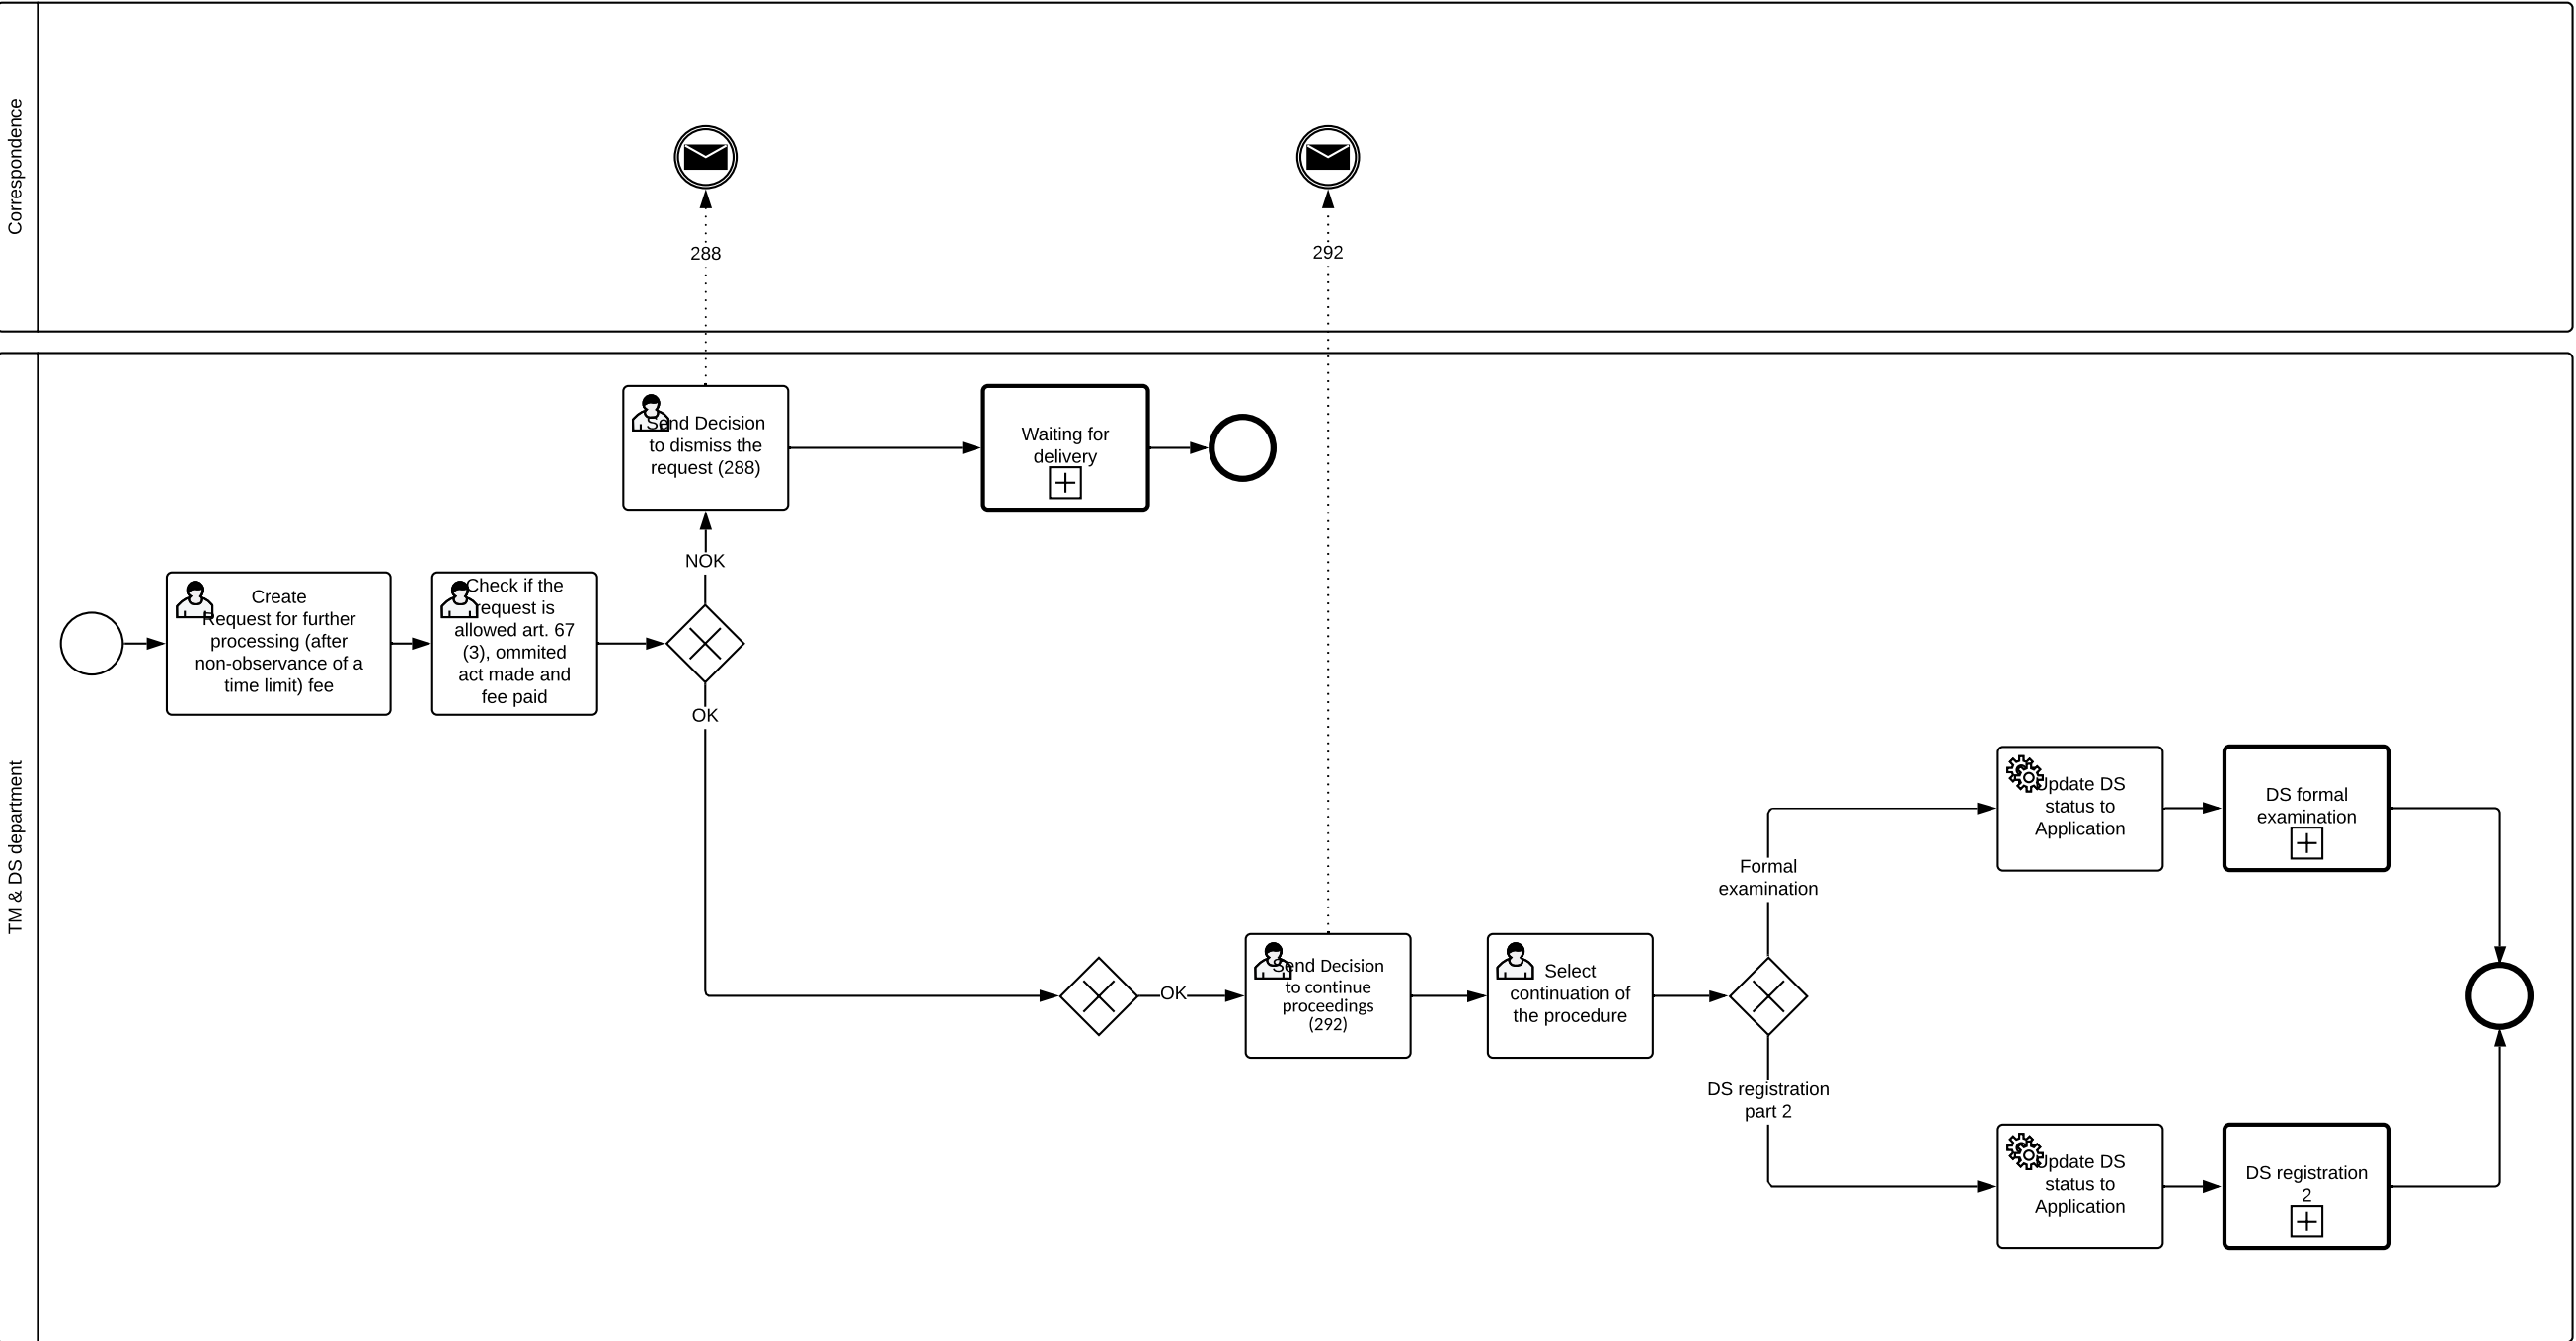 Correspondence
288
292
TM & DS department
Send Decision
to dismiss the
request (288)
Waiting for
delivery
NOK
Create
Request for further
processing (after
non-observance of a
time limit) fee
Check if the
request is
allowed art. 67
(3), ommited
act made and
fee paid
OK
OK
Send Decision
to continue
proceedings
(292)
Select
continuation of
the procedure
Formal
examination
Update DS
status to
Application
DS formal
examination
DS registration
part 2
Update DS
status to
Application
DS registration
2